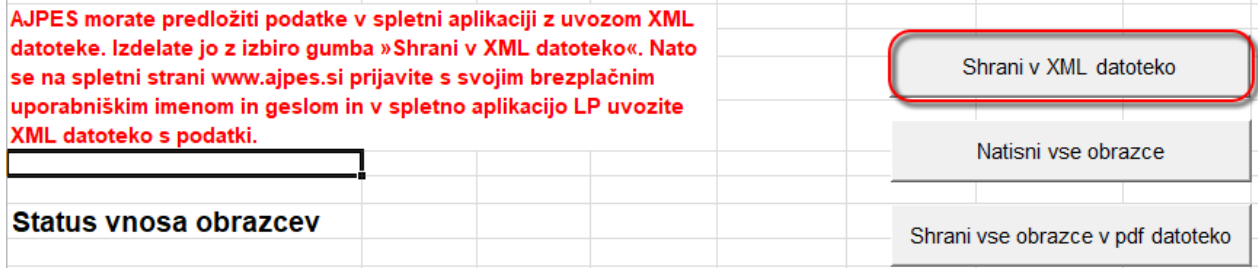 AJPES morate predložiti podatke v spletni aplikaciji z uvozom XML
datoteke. Izdelate jo z izbiro gumba »Shrani v XML datoteko«. Nato
se na spletni strani www.ajpes.si prijavite s svojim brezplačnim
uporabniškim imenom in geslom in v spletno aplikacijo LP uvozite
XML datoteko s podatki.
Shrani v XML datoteko
Natisni vse obrazce
Status vnosa obrazcev
Shrani vse obrazce v pdf datoteko